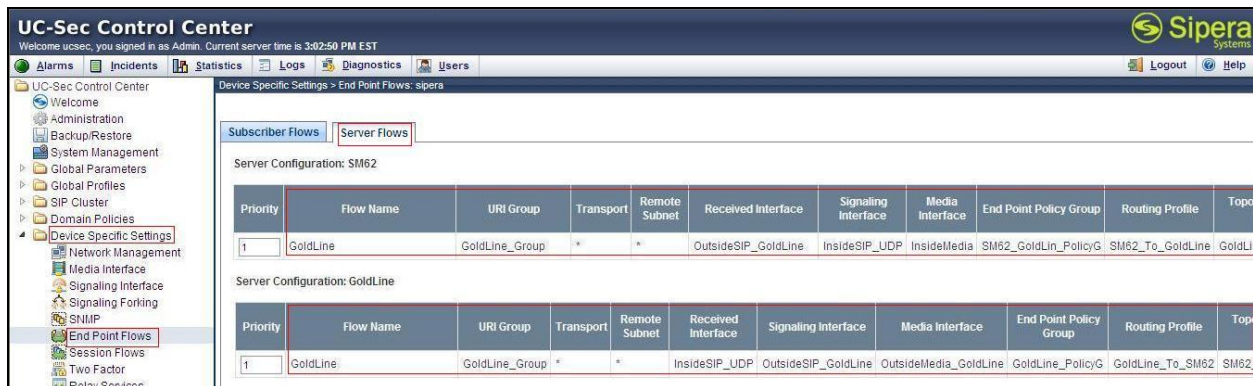 UC-Sec Control Center
Welcome ucsec, you signed in as Admin. Current server time is 3:02:50 PM EST
Sipera
Systems
Alarms Incidents Statistics Logs Diagnostics Users Logout Help
UC-Sec Control Center
Welcome
Administration
Backup/Restore
System Management
Global Parameters
Global Profiles
SIP Cluster
Domain Policies
Device Specific Settings
Network Management
Media Interface
Signaling Interface
Signaling Forking
SNMP
End Point Flows
Session Flows
Two Factor
Relay Services
Device Specific Settings > End Point Flows: sipera
Subscriber Flows Server Flows
Server Configuration: SM62
Priority Flow Name URI Group Transport Remote Subnet Received Interface Signaling Interface Media Interface End Point Policy Group Routing Profile Topo
1 GoldLine GoldLine_Group * * OutsideSIP_GoldLine InsideSIP_UDP InsideMedia SM62_GoldLin_PolicyG SM62_To_GoldLine GoldLi
Server Configuration: GoldLine
Priority Flow Name URI Group Transport Remote Subnet Received Interface Signaling Interface Media Interface End Point Policy Group Routing Profile Topo
1 GoldLine GoldLine_Group * * InsideSIP_UDP OutsideSIP_GoldLine OutsideMedia_GoldLine GoldLine_PolicyG GoldLine_To_SM62 SM62